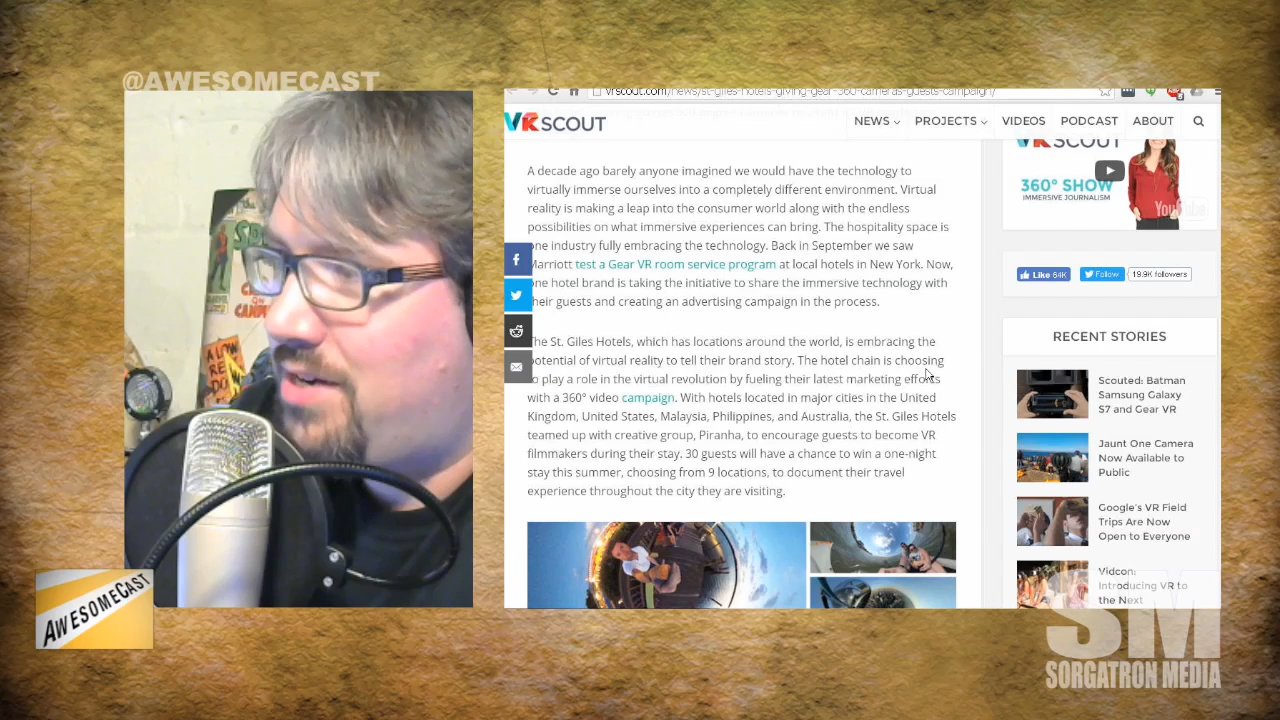 @AWESOMECAST
vrscout.com/news/st-giles-hotels-giving-gear-360-cameras-guests-campaign/
VR SCOUT
NEWS
PROJECTS
VIDEOS
PODCAST
ABOUT
A decade ago barely anyone imagined we would have the technology to
virtually immerse ourselves into a completely different environment. Virtual
reality is making a leap into the consumer world along with the endless
possibilities on what immersive experiences can bring. The hospitality space is
one industry fully embracing the technology. Back in September we saw
Marriott test a Gear VR room service program at local hotels in New York. Now,
one hotel brand is taking the initiative to share the immersive technology with
their guests and creating an advertising campaign in the process.
The St. Giles Hotels, which has locations around the world, is embracing the
potential of virtual reality to tell their brand story. The hotel chain is choosing
to play a role in the virtual revolution by fueling their latest marketing efforts
with a 360° video campaign. With hotels located in major cities in the United
Kingdom, United States, Malaysia, Philippines, and Australia, the St. Giles Hotels
teamed up with creative group, Piranha, to encourage guests to become VR
filmmakers during their stay. 30 guests will have a chance to win a one-night
stay this summer, choosing from 9 locations, to document their travel
experience throughout the city they are visiting.
VR SCOUT
360° SHOW
IMMERSIVE JOURNALISM
YouTube
Like 64K
Follow
19.9K followers
RECENT STORIES
Scouted: Batman
Samsung Galaxy
S7 and Gear VR
Jaunt One Camera
Now Available to
Public
Google's VR Field
Trips Are Now
Open to Everyone
Vidcon:
Introducing VR to
the Next
AWESOMECAST
SM
SORGATRON MEDIA